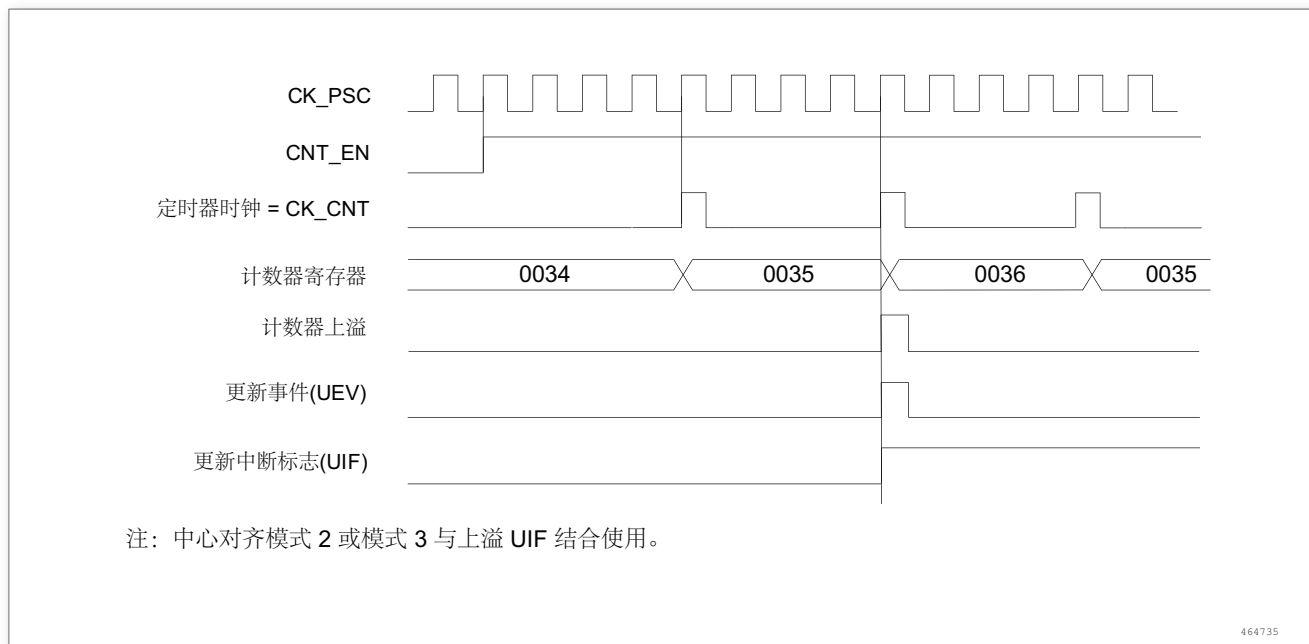 CK_PSC
CNT_EN
定时器时钟 = CK_CNT
计数器寄存器 0034 0035 0036 0035
计数器上溢
更新事件(UEV)
更新中断标志(UIF)
注：中心对齐模式 2 或模式 3 与上溢 UIF 结合使用。
464735